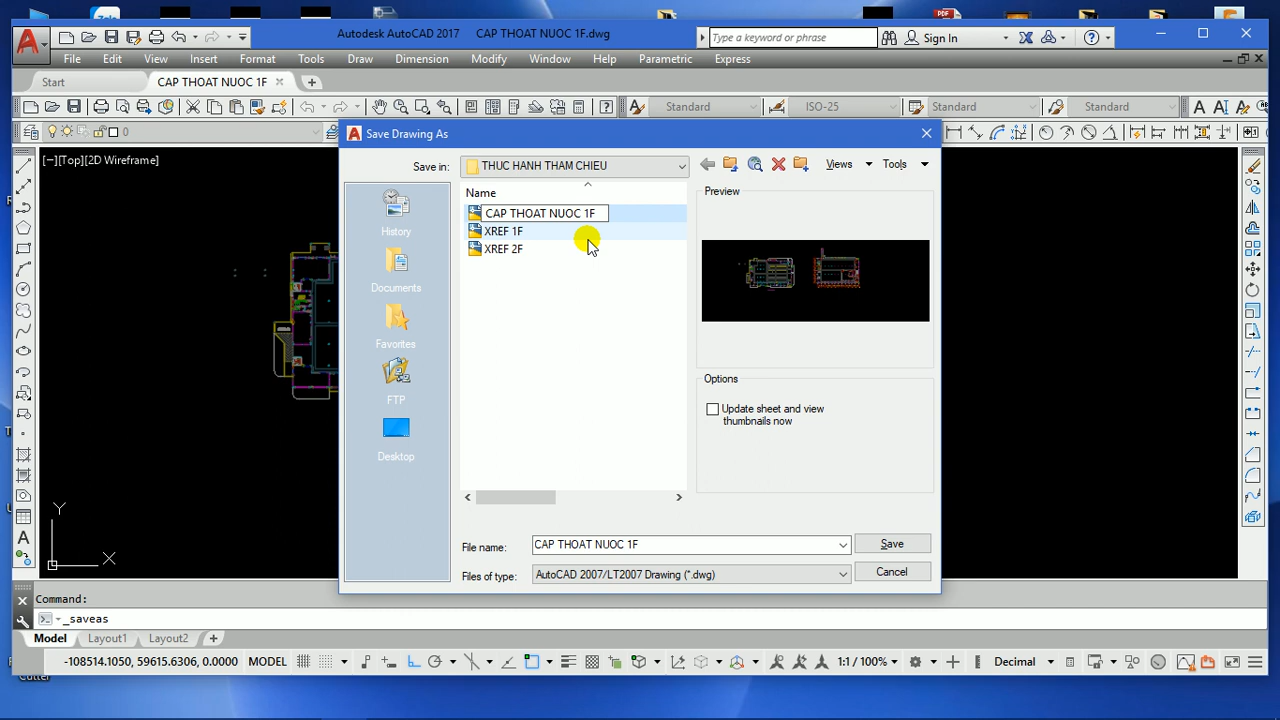 Zalo
PDF
A
Autodesk AutoCAD 2017
CAP THOAT NUOC 1F.dwg
Type a keyword or phrase
Sign In
File Edit View Insert Format Tools Draw Dimension Modify Window Help Parametric Express
Start
CAP THOAT NUOC 1F
0
Standard
ISO-25
Standard
Standard
[−][Top][2D Wireframe]
Save Drawing As
Save in:
THUC HANH THAM CHIEU
Views
Tools
Name
Preview
CAP THOAT NUOC 1F
XREF 1F
XREF 2F
History
Documents
Favorites
FTP
Desktop
Options
Update sheet and view
thumbnails now
File name:
CAP THOAT NUOC 1F
Save
Files of type:
AutoCAD 2007/LT2007 Drawing (*.dwg)
Cancel
Y
X
Command:
_saveas
Model
Layout1
Layout2
-108514.1050, 59615.6306, 0.0000
MODEL
1:1 / 100%
Decimal
Cutter